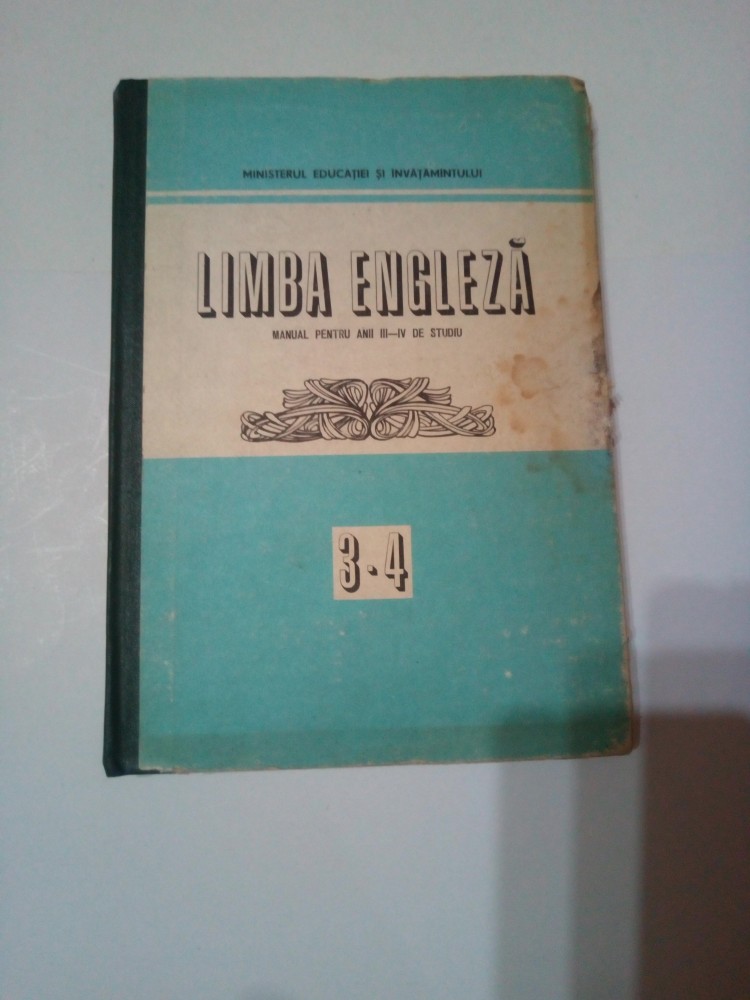 MINISTERUL EDUCAȚIEI ȘI ÎNVĂȚĂMÎNTULUI
LIMBA ENGLEZĂ
MANUAL PENTRU ANII III—IV DE STUDIU
3·4